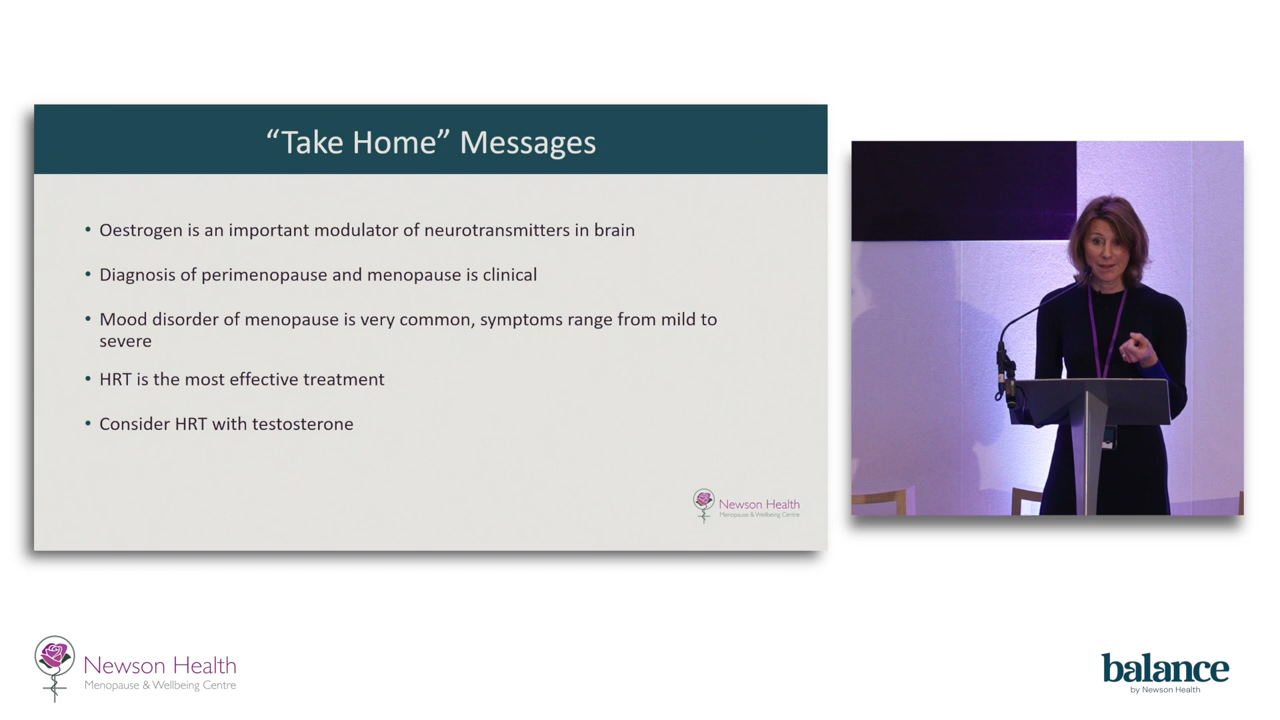 “Take Home” Messages
• Oestrogen is an important modulator of neurotransmitters in brain
• Diagnosis of perimenopause and menopause is clinical
• Mood disorder of menopause is very common, symptoms range from mild to
severe
• HRT is the most effective treatment
• Consider HRT with testosterone
Newson Health
Menopause & Wellbeing Centre
Newson Health
Menopause & Wellbeing Centre
balance
by Newson Health